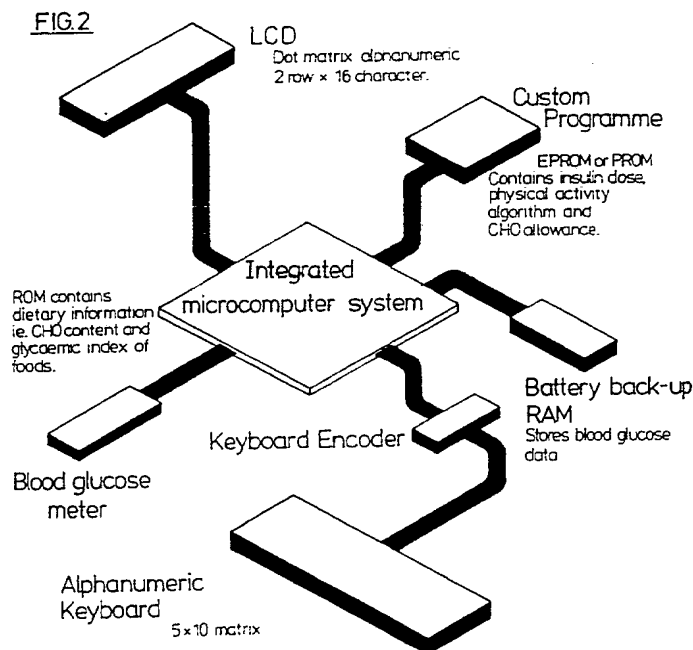 FIG.2
LCD
Dot matrix alphanumeric
2 row × 16 character.
Custom
Programme
EPROM or PROM
Contains insulin dose,
physical activity
algorithm and
CHO allowance.
Integrated
microcomputer system
ROM contains
dietary information
ie. CHO content and
glycaemic index of
foods.
Battery back-up
RAM
Stores blood glucose
data
Keyboard Encoder
Blood glucose
meter
Alphanumeric
Keyboard
5×10 matrix